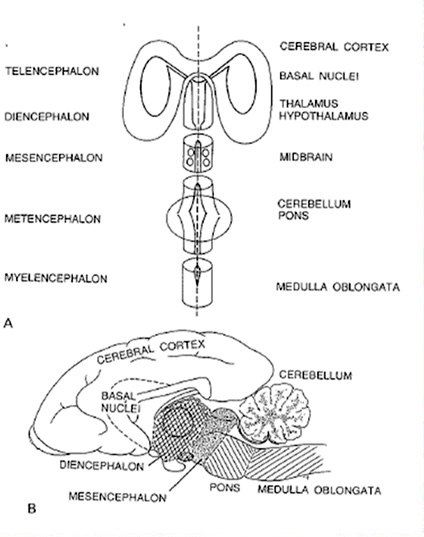 CEREBRAL CORTEX
TELENCEPHALON
BASAL NUCLEI
DIENCEPHALON
THALAMUS
HYPOTHALAMUS
MESENCEPHALON
MIDBRAIN
METENCEPHALON
CEREBELLUM
PONS
MYELENCEPHALON
MEDULLA OBLONGATA
A
CEREBRAL CORTEX
CEREBELLUM
BASAL
NUCLEI
DIENCEPHALON
MESENCEPHALON
PONS
MEDULLA OBLONGATA
B